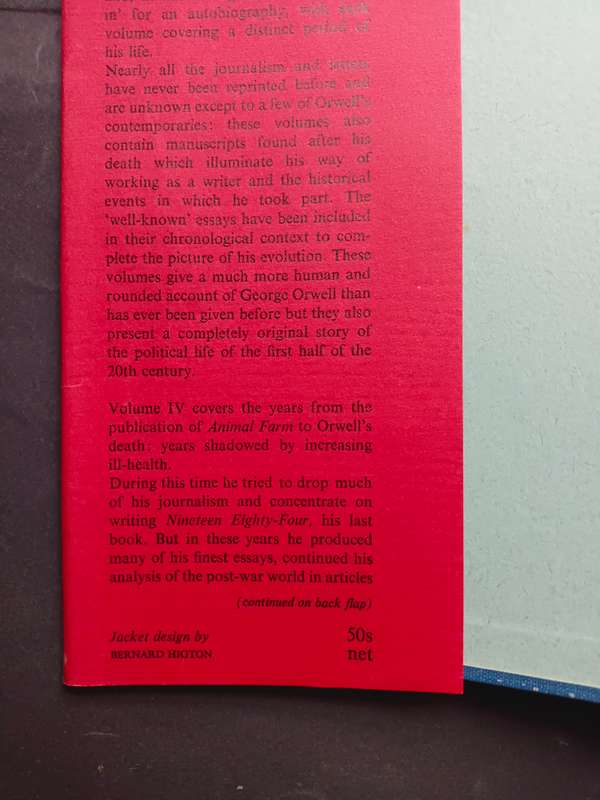 in' for an autobiography, with each
volume covering a distinct period of
his life.
Nearly all the journalism and letters
have never been reprinted before and
are unknown except to a few of Orwell's
contemporaries: these volumes also
contain manuscripts found after his
death which illuminate his way of
working as a writer and the historical
events in which he took part. The
'well-known' essays have been included
in their chronological context to com-
plete the picture of his evolution. These
volumes give a much more human and
rounded account of George Orwell than
has ever been given before but they also
present a completely original story of
the political life of the first half of the
20th century.
Volume IV covers the years from the
publication of Animal Farm to Orwell's
death: years shadowed by increasing
ill-health.
During this time he tried to drop much
of his journalism and concentrate on
writing Nineteen Eighty-Four, his last
book. But in these years he produced
many of his finest essays, continued his
analysis of the post-war world in articles
(continued on back flap)
Jacket design by 50s
BERNARD HIGTON net